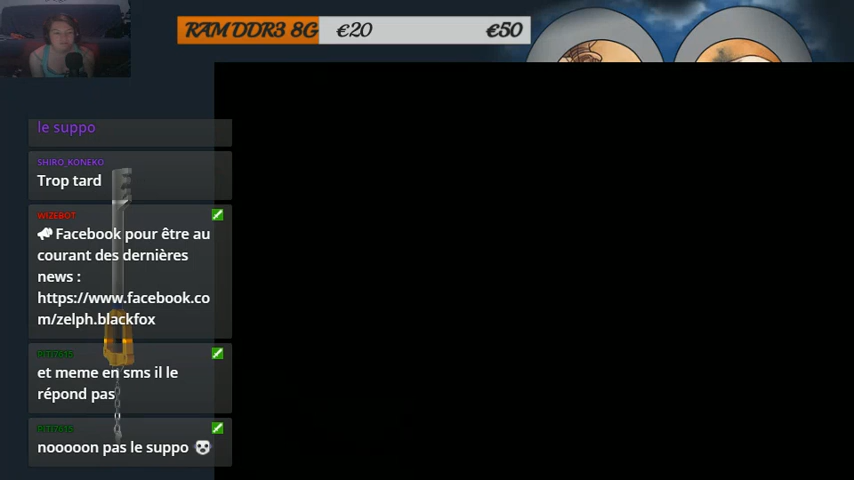 RAM DDR3 8G €20 €50
le suppo
SHIRO_KONEKO
Trop tard
WIZEBOT
Facebook pour être au
courant des dernières
news :
https://www.facebook.co
m/zelph.blackfox
et meme en sms il le
répond pas
nooooon pas le suppo